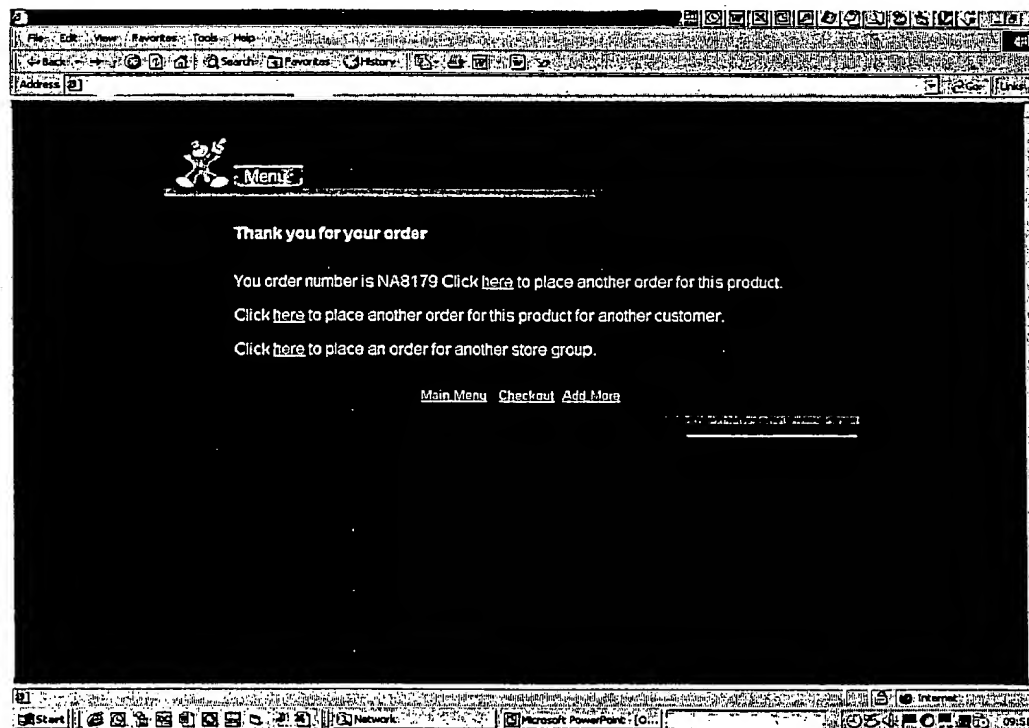 File Edit View Favorites Tools Help
Back Search Favorites History
Address Go Links
Menu
Thank you for your order
You order number is NA8179 Click here to place another order for this product.
Click here to place another order for this product for another customer.
Click here to place an order for another store group.
Main Menu Checkout Add More
Internet
Start Network Microsoft PowerPoint - [o...